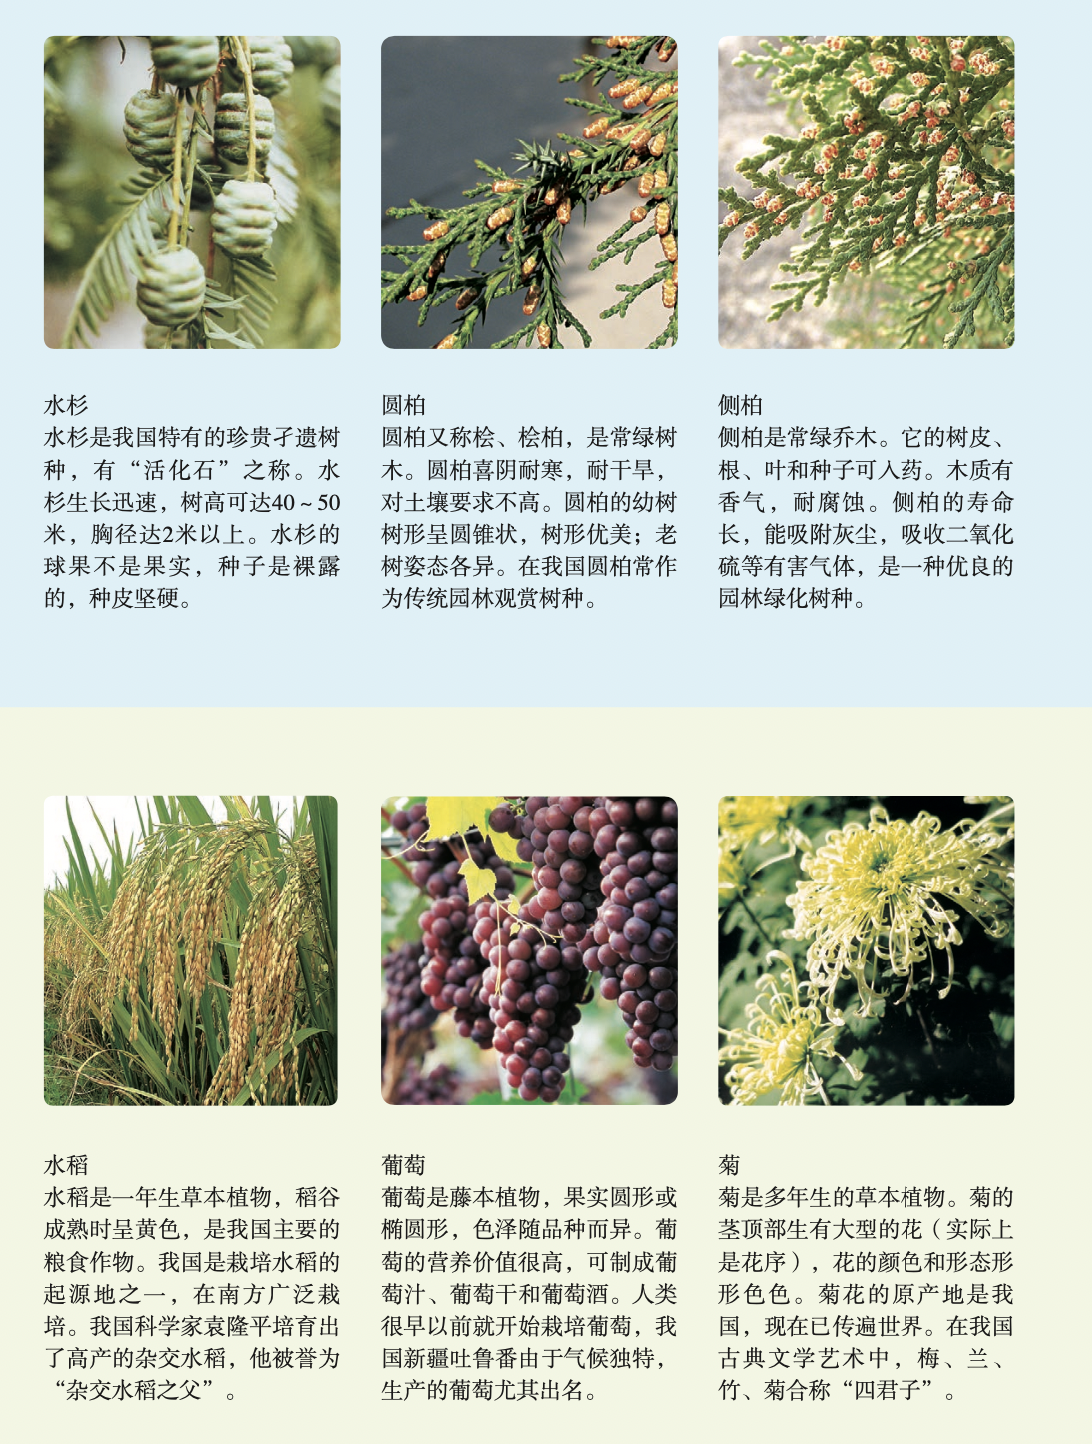 水杉
水杉是我国特有的珍贵孑遗树
种，有“活化石”之称。水
杉生长迅速，树高可达40～50
米，胸径达2米以上。水杉的
球果不是果实，种子是裸露
的，种皮坚硬。
圆柏
圆柏又称桧、桧柏，是常绿树
木。圆柏喜阴耐寒，耐干旱，
对土壤要求不高。圆柏的幼树
树形呈圆锥状，树形优美；老
树姿态各异。在我国圆柏常作
为传统园林观赏树种。
侧柏
侧柏是常绿乔木。它的树皮、
根、叶和种子可入药。木质有
香气，耐腐蚀。侧柏的寿命
长，能吸附灰尘，吸收二氧化
硫等有害气体，是一种优良的
园林绿化树种。
水稻
水稻是一年生草本植物，稻谷
成熟时呈黄色，是我国主要的
粮食作物。我国是栽培水稻的
起源地之一，在南方广泛栽
培。我国科学家袁隆平培育出
了高产的杂交水稻，他被誉为
“杂交水稻之父”。
葡萄
葡萄是藤本植物，果实圆形或
椭圆形，色泽随品种而异。葡
萄的营养价值很高，可制成葡
萄汁、葡萄干和葡萄酒。人类
很早以前就开始栽培葡萄，我
国新疆吐鲁番由于气候独特，
生产的葡萄尤其出名。
菊
菊是多年生的草本植物。菊的
茎顶部生有大型的花（实际上
是花序），花的颜色和形态形
形色色。菊花的原产地是我
国，现在已传遍世界。在我国
古典文学艺术中，梅、兰、
竹、菊合称“四君子”。